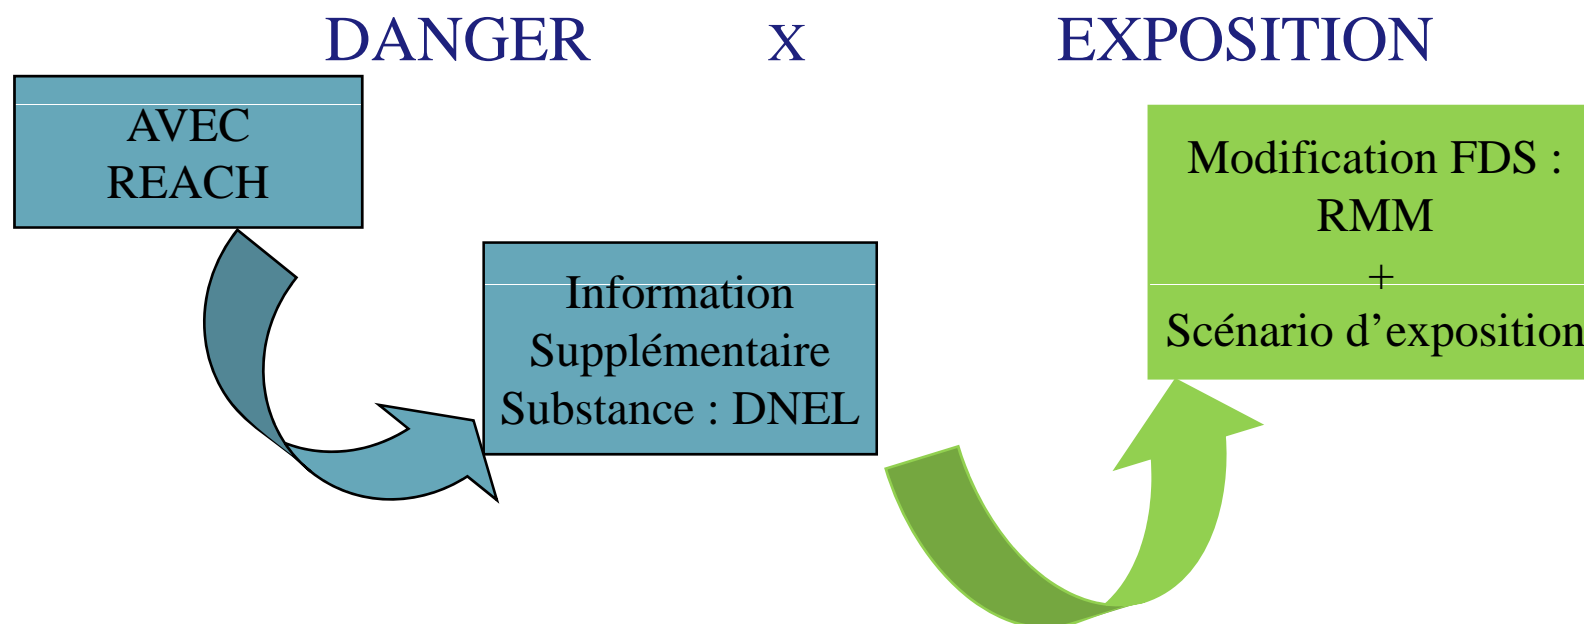 DANGER X EXPOSITION
AVEC
REACH
Information
Supplémentaire
Substance : DNEL
Modification FDS :
RMM
+
Scénario d’exposition